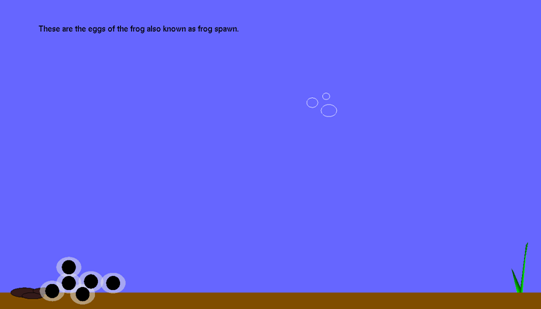 These are the eggs of the frog also known as frog spawn.